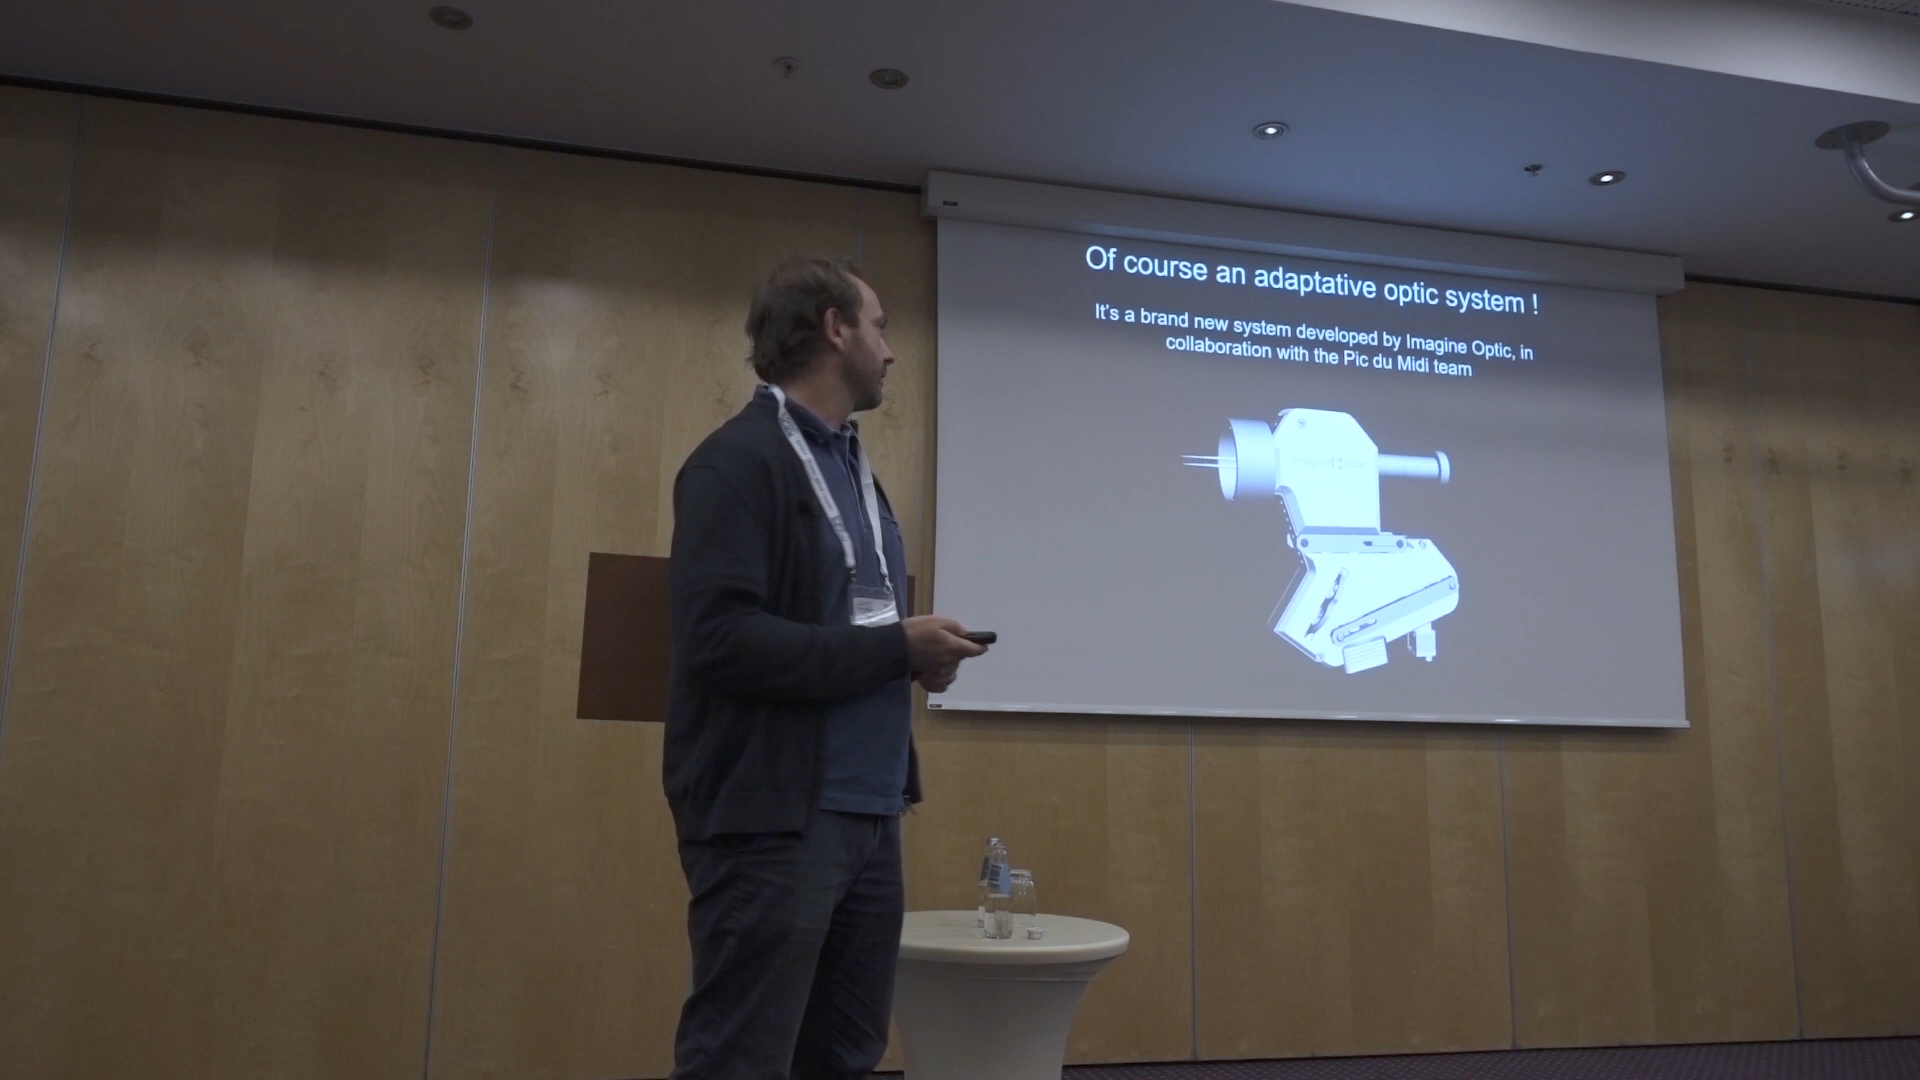 Of course an adaptative optic system !
It's a brand new system developed by Imagine Optic, in
collaboration with the Pic du Midi team